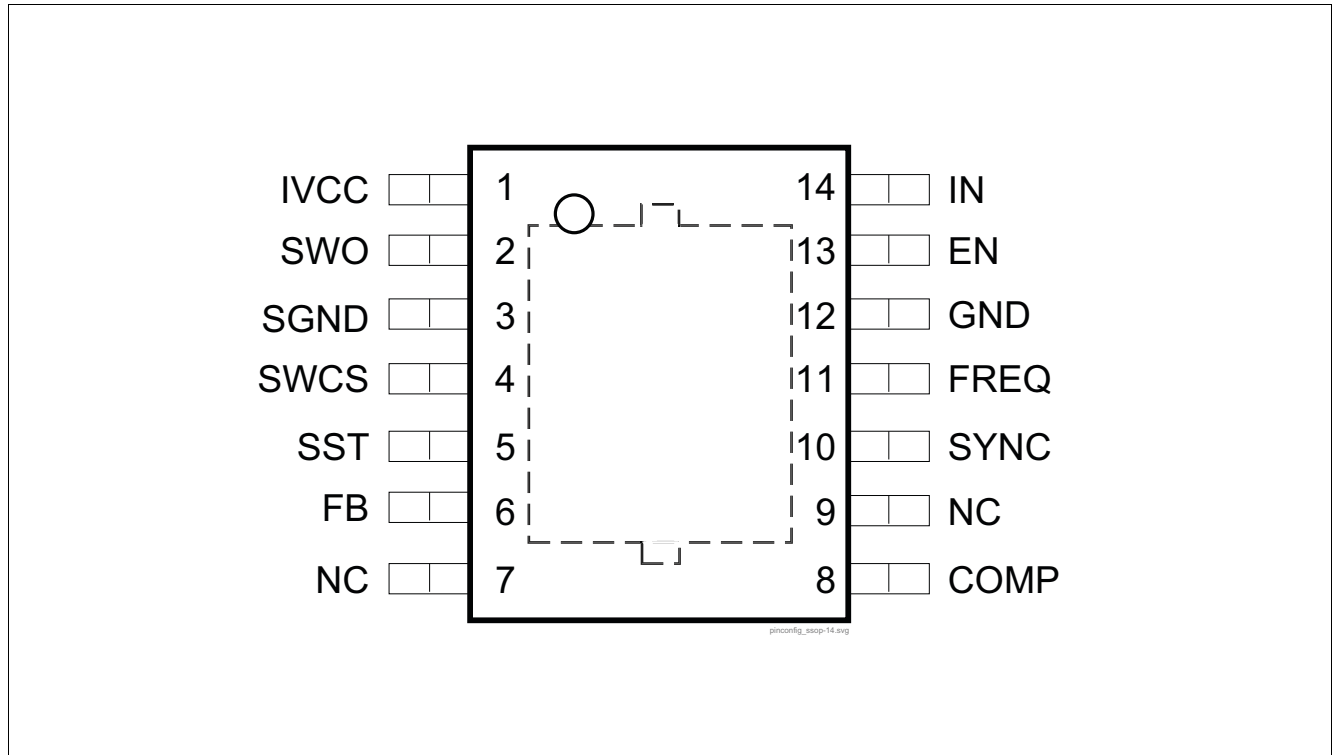 IVCC 1 14 IN
SWO 2 13 EN
SGND 3 12 GND
SWCS 4 11 FREQ
SST 5 10 SYNC
FB 6 9 NC
NC 7 8 COMP
pinconfig_ssop-14.svg